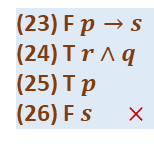 (23) F p → s
(24) T r ∧ q
(25) T p
(26) F s ×